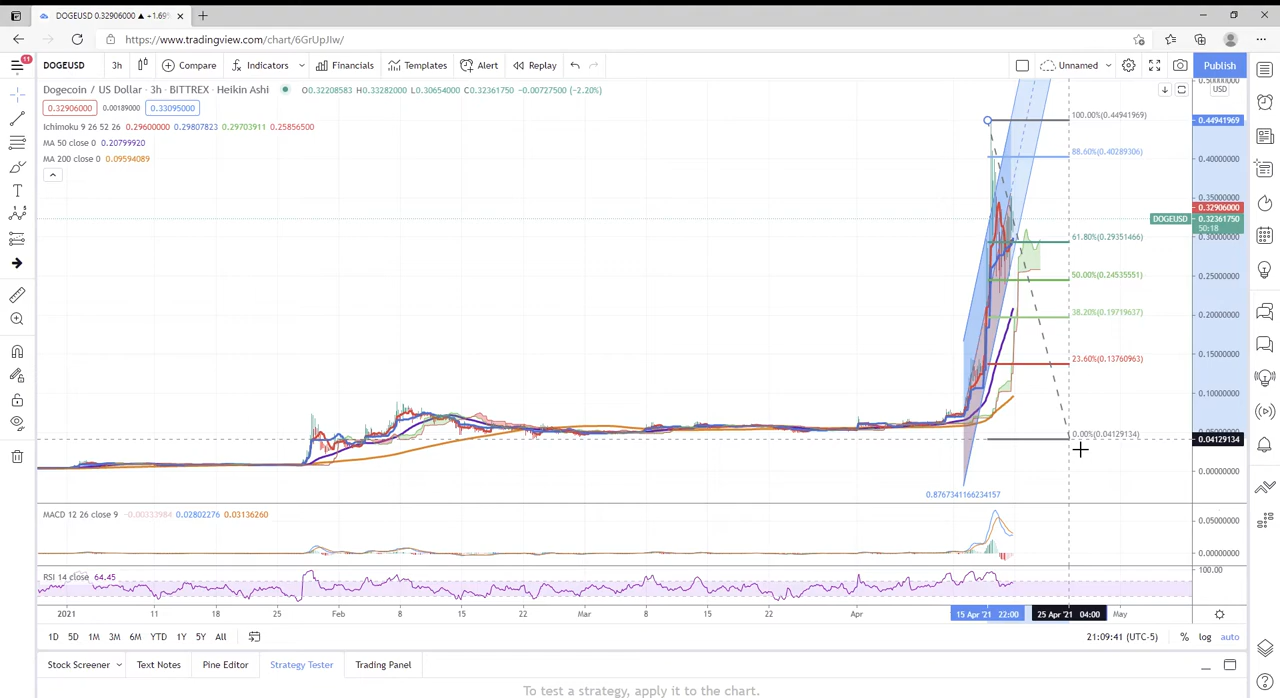 DOGEUSD 0.32906000 ▲ +1.69%
https://www.tradingview.com/chart/6GrUpJIw/
11
DOGEUSD 3h Compare Indicators Financials Templates Alert Replay Unnamed Publish
Dogecoin / US Dollar · 3h · BITTREX · Heikin Ashi O0.32208583 H0.33282000 L0.30654000 C0.32361750 -0.00727500 (-2.20%)
0.32906000 0.00189000 0.33095000
Ichimoku 9 26 52 26 0.29600000 0.29807823 0.29703911 0.25856500
MA 50 close 0 0.20799920
MA 200 close 0 0.09594089
0.50000000
USD
100.00%(0.44941969)
0.44941969
88.60%(0.40289306)
0.40000000
0.35000000
0.32906000
DOGEUSD 0.32361750
50:18
61.80%(0.29351466)
0.30000000
50.00%(0.24535551)
0.25000000
38.20%(0.19719637)
0.20000000
23.60%(0.13760963)
0.15000000
0.10000000
0.00%(0.04129134)
0.04129134
0.00000000
0.8767341166234157
MACD 12 26 close 9 -0.00333984 0.02802276 0.03136260
0.05000000
0.00000000
RSI 14 close 64.45
100.00
0.00
2021 11 18 25 Feb 8 15 22 Mar 8 15 22 Apr 15 Apr '21 22:00 25 Apr '21 04:00 May
1D 5D 1M 3M 6M YTD 1Y 5Y All 21:09:41 (UTC-5) % log auto
Stock Screener Text Notes Pine Editor Strategy Tester Trading Panel
To test a strategy, apply it to the chart.